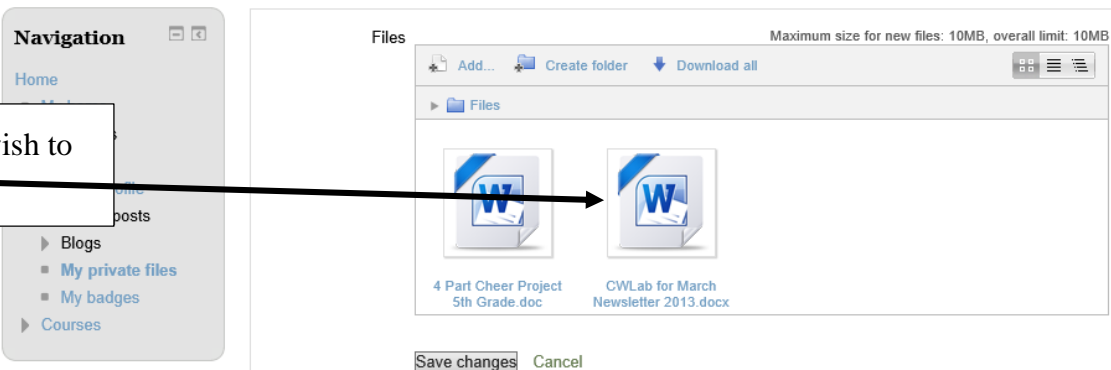 Navigation
Home
ish to
posts
Blogs
My private files
My badges
Courses
Files
Maximum size for new files: 10MB, overall limit: 10MB
Add...
Create folder
Download all
Files
W
W
4 Part Cheer Project
5th Grade.doc
CWLab for March
Newsletter 2013.docx
Save changes
Cancel